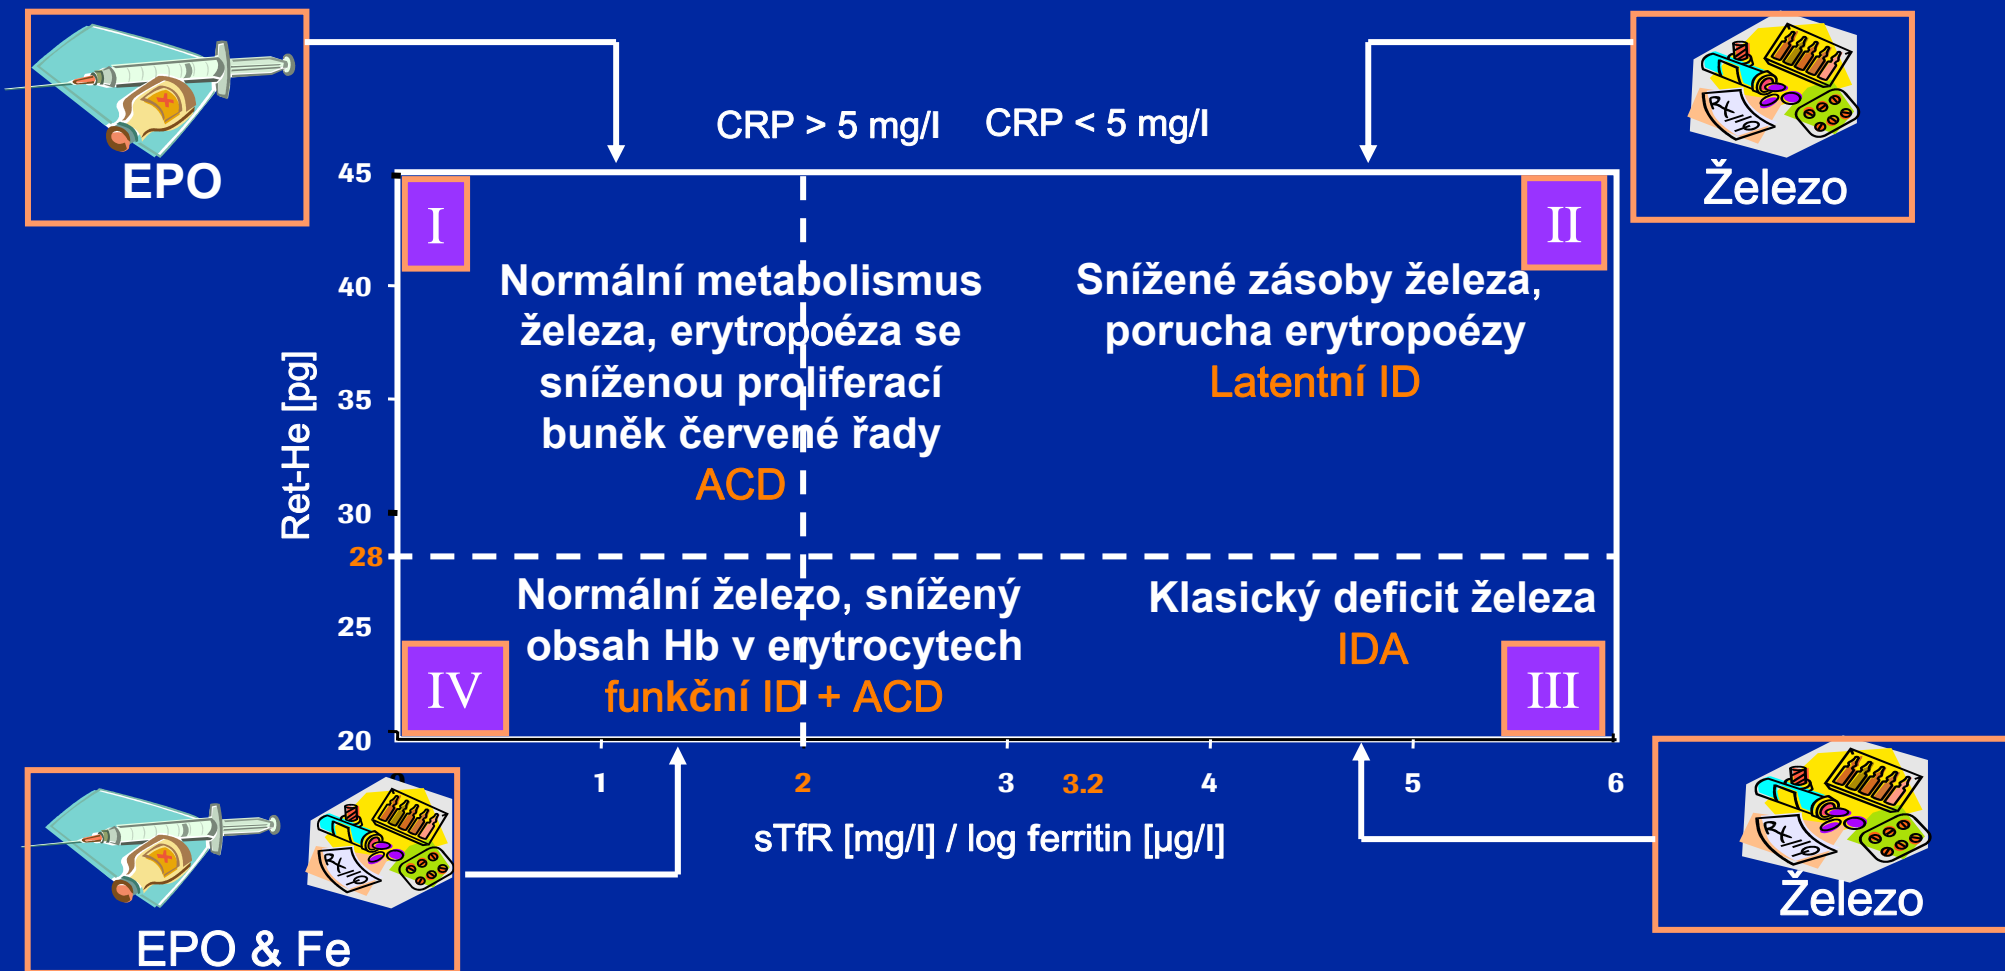 EPO
CRP > 5 mg/l
CRP < 5 mg/l
Železo
I
II
Normální metabolismus
železa, erytropoéza se
sníženou proliferací
buněk červené řady
ACD
Snížené zásoby železa,
porucha erytropoézy
Latentní ID
Ret-He [pg]
45
40
35
30
28
25
20
Normální železo, snížený
obsah Hb v erytrocytech
funkční ID + ACD
Klasický deficit železa
IDA
IV
III
0
1
2
3
3.2
4
5
6
sTfR [mg/l] / log ferritin [µg/l]
EPO & Fe
Železo